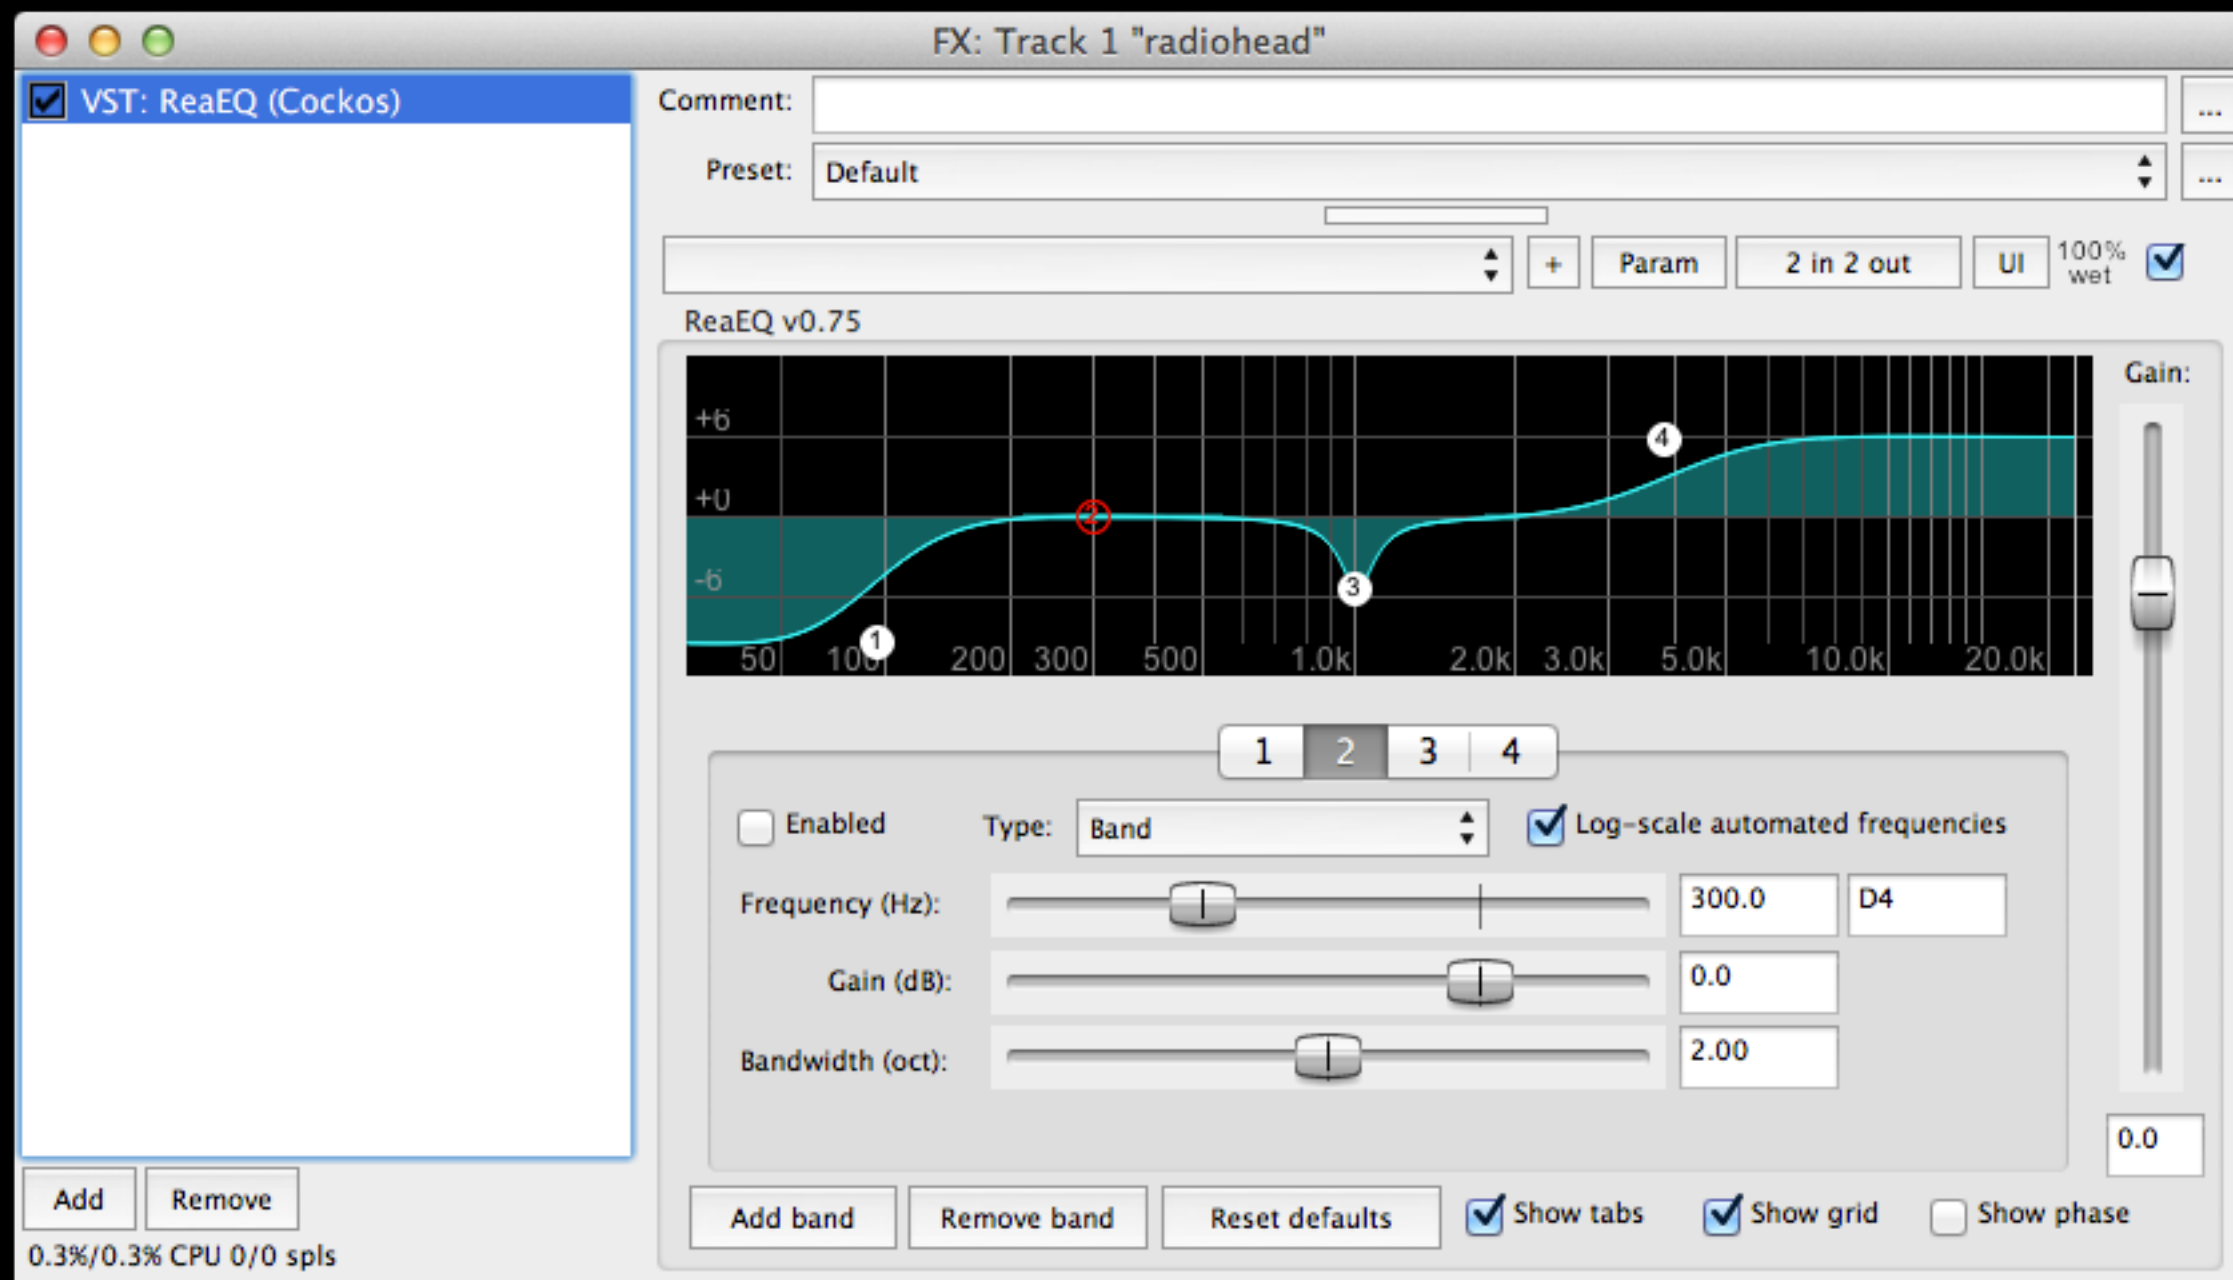 FX: Track 1 "radiohead"
VST: ReaEQ (Cockos)
Comment:
...
Preset: Default
...
+ Param 2 in 2 out UI 100% wet
ReaEQ v0.75
Gain:
+6
+0
-6
1 2 3 4
50 100 200 300 500 1.0k 2.0k 3.0k 5.0k 10.0k 20.0k
1 2 3 4
Enabled Type: Band Log-scale automated frequencies
Frequency (Hz): 300.0 D4
Gain (dB): 0.0
Bandwidth (oct): 2.00
0.0
Add Remove
Add band Remove band Reset defaults Show tabs Show grid Show phase
0.3%/0.3% CPU 0/0 spls